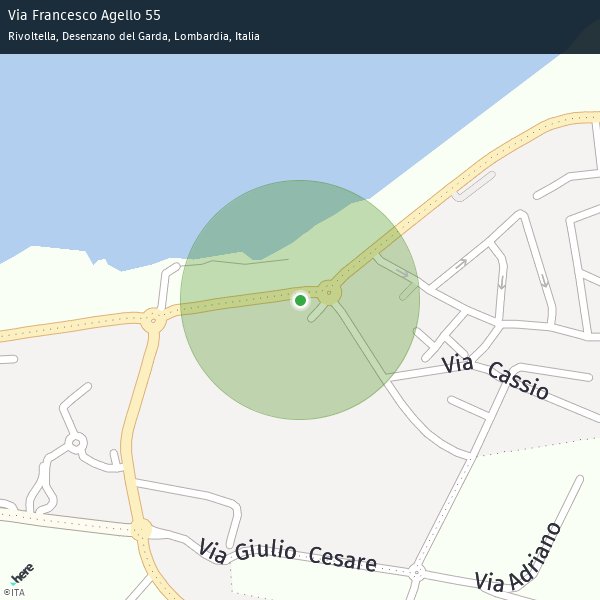 Via Francesco Agello 55
Rivoltella, Desenzano del Garda, Lombardia, Italia
Via Cassio
Via Giulio Cesare
Via Adriano
here
©ITA